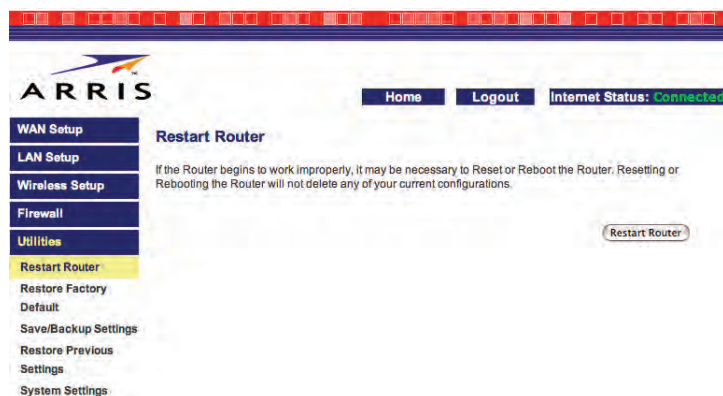 ARRIS
Home Logout Internet Status: Connected
WAN Setup
LAN Setup
Wireless Setup
Firewall
Utilities
Restart Router
Restore Factory
Default
Save/Backup Settings
Restore Previous
Settings
System Settings
Restart Router
If the Router begins to work improperly, it may be necessary to Reset or Reboot the Router. Resetting or
Rebooting the Router will not delete any of your current configurations.
Restart Router